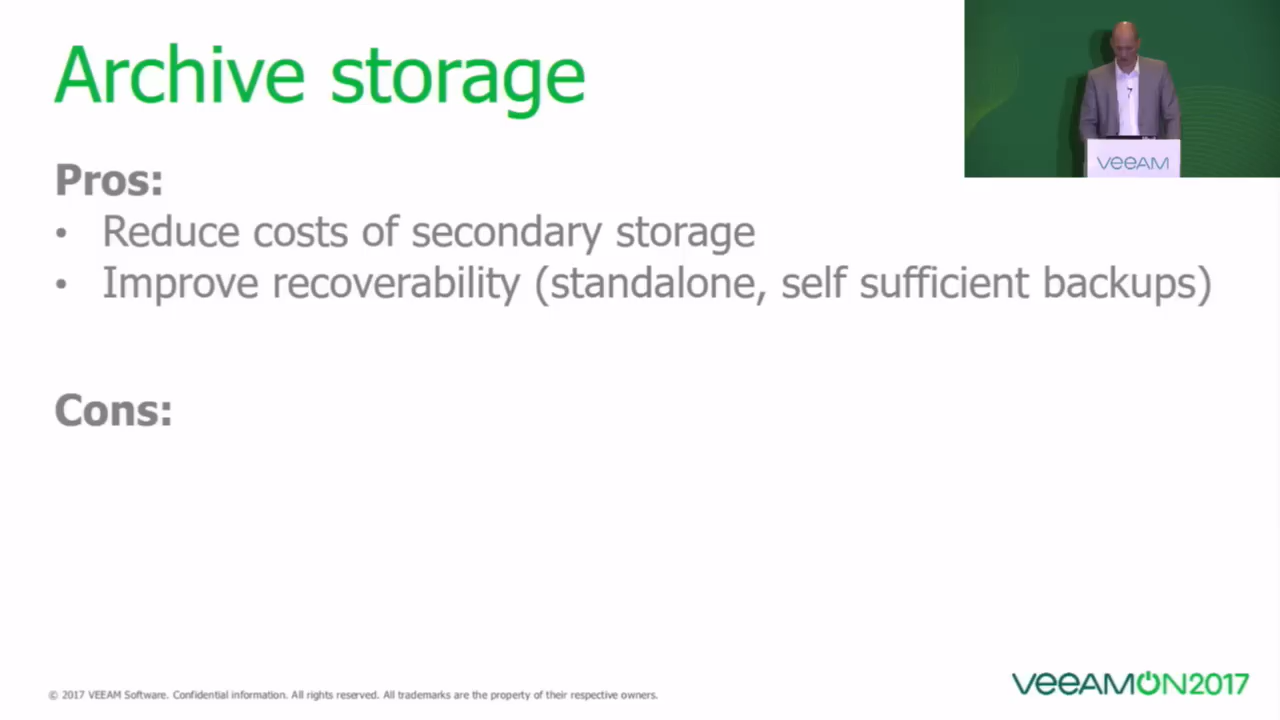 Archive storage
Pros:
• Reduce costs of secondary storage
• Improve recoverability (standalone, self sufficient backups)
Cons:
veeAM
© 2017 VEEAM Software. Confidential information. All rights reserved. All trademarks are the property of their respective owners.
veeAMON2017